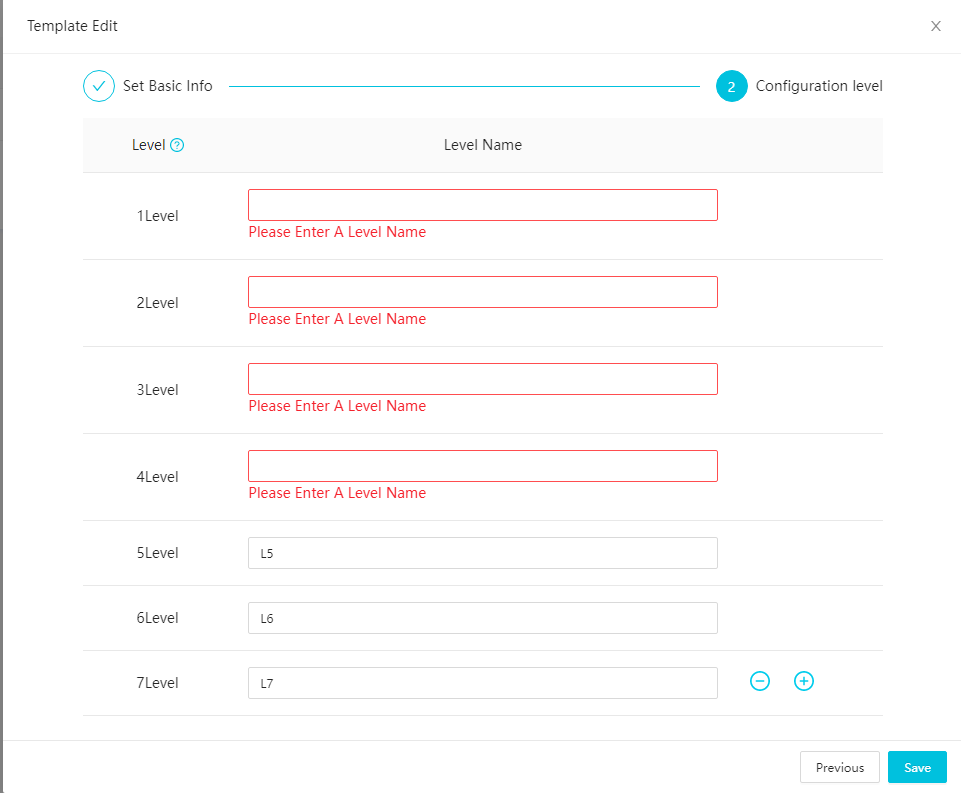 Template Edit
Set Basic Info
2
Configuration level
Level
Level Name
1Level
Please Enter A Level Name
2Level
Please Enter A Level Name
3Level
Please Enter A Level Name
4Level
Please Enter A Level Name
5Level
L5
6Level
L6
7Level
L7
Previous
Save